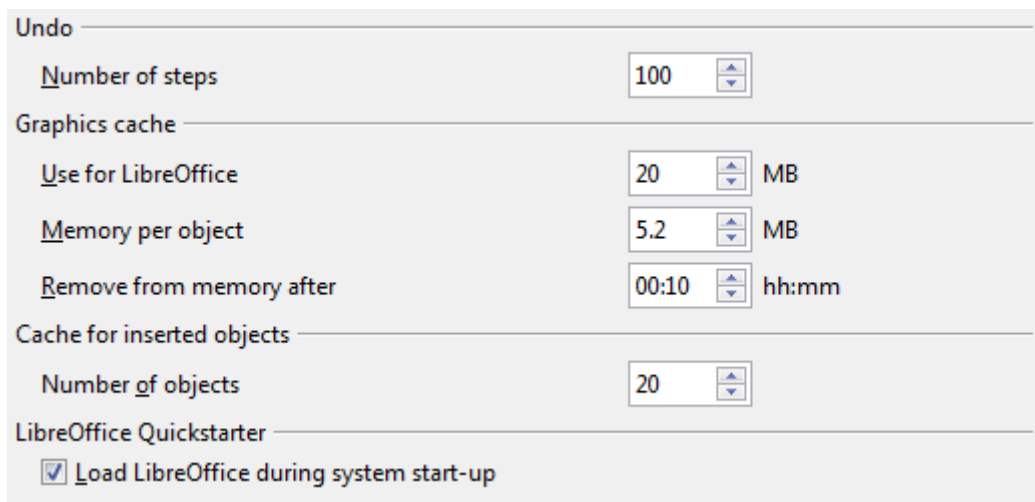 Undo
Number of steps 100
Graphics cache
Use for LibreOffice 20 MB
Memory per object 5.2 MB
Remove from memory after 00:10 hh:mm
Cache for inserted objects
Number of objects 20
LibreOffice Quickstarter
Load LibreOffice during system start-up